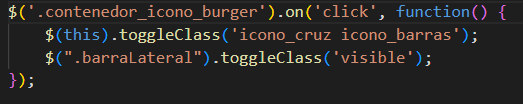 $('.contenedor_icono_burger').on('click', function() {
    $(this).toggleClass('icono_cruz icono_barras');
    $(".barraLateral").toggleClass('visible');
});